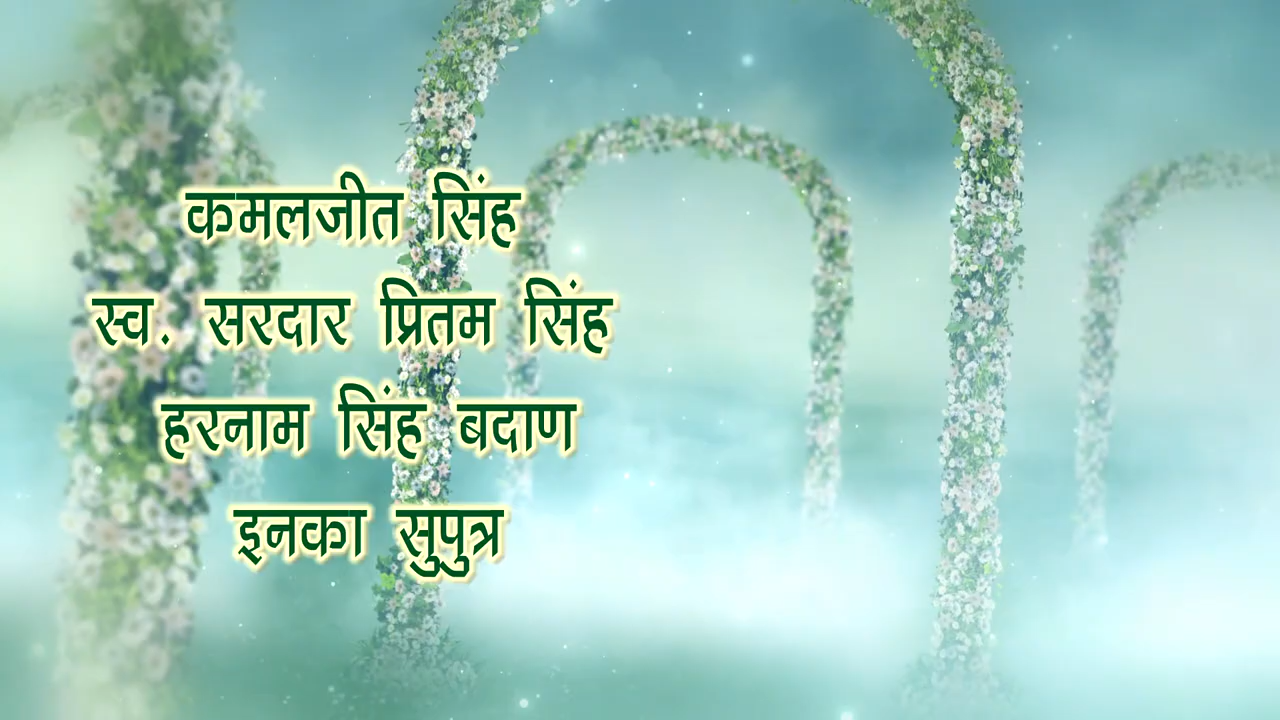 कमलजीत सिंह
स्व. सरदार प्रितम सिंह
हरनाम सिंह बदाण
इनका सुपुत्र